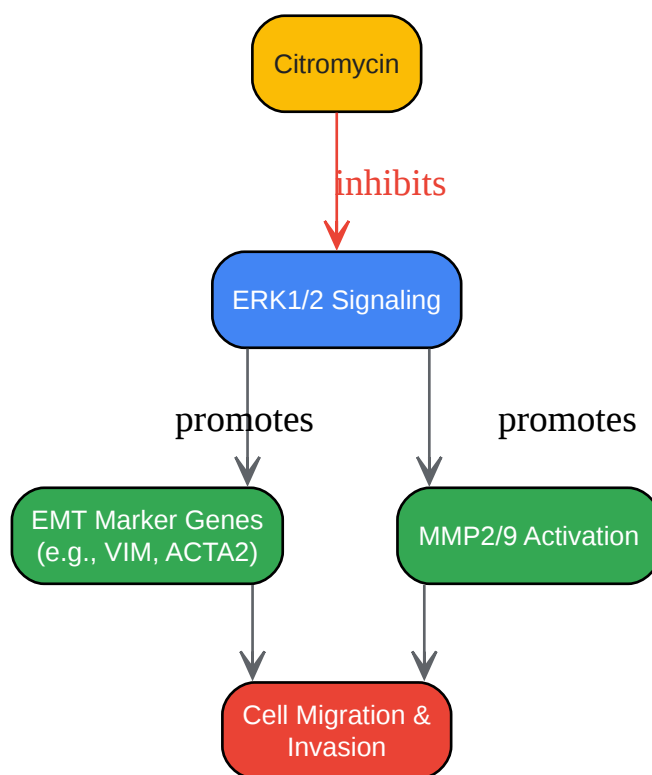 Citromycin
inhibits
ERK1/2 Signaling
promotes
promotes
EMT Marker Genes
(e.g., VIM, ACTA2)
MMP2/9 Activation
Cell Migration &
Invasion